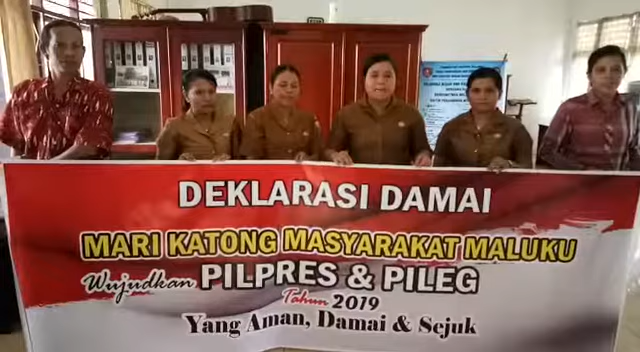 DEKLARASI DAMAI
MARI KATONG MASYARAKAT MALUKU
Wujudkan PILPRES & PILEG
Tahun 2019
Yang Aman, Damai & Sejuk